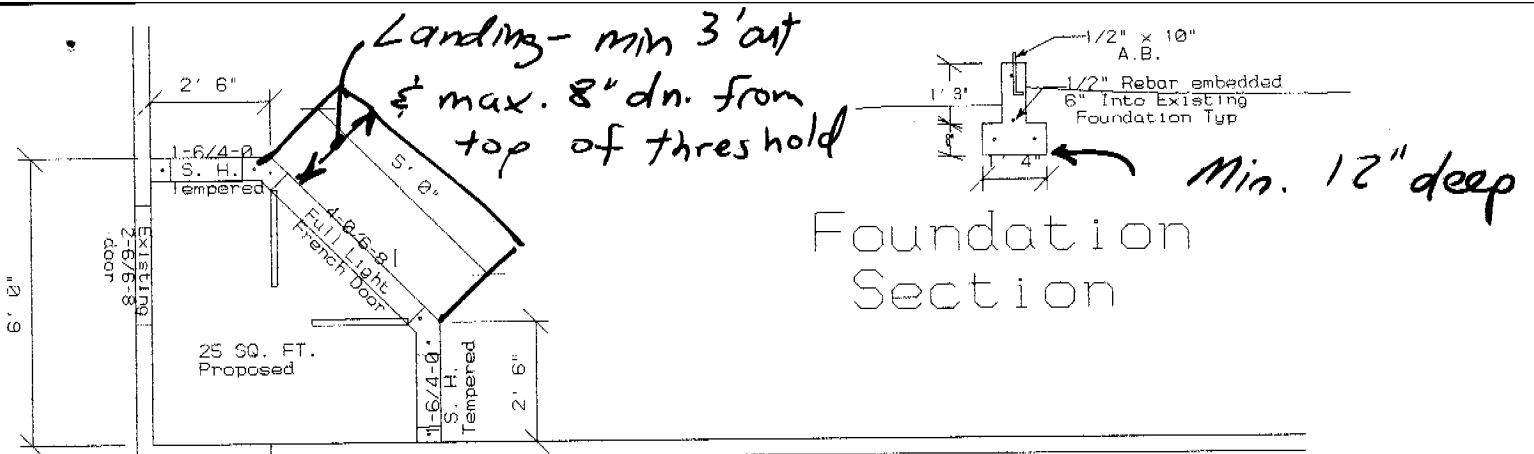 Landing - min 3' out
& max. 8" dn. from
top of threshold
2' 6"
1-6/4-0
S. H.
Tempered
5' 0"
4-0/6-8
Full Light
French Door
Existing
2-6/6-8
door
6' 0"
25 SQ. FT.
Proposed
1-6/4-0
S. H.
Tempered
2' 6"
1/2" x 10"
A.B.
1/2" Rebar embedded
6" Into Existing
Foundation Typ
1' 3"
8"
1' 4"
Min. 12" deep
Foundation
Section